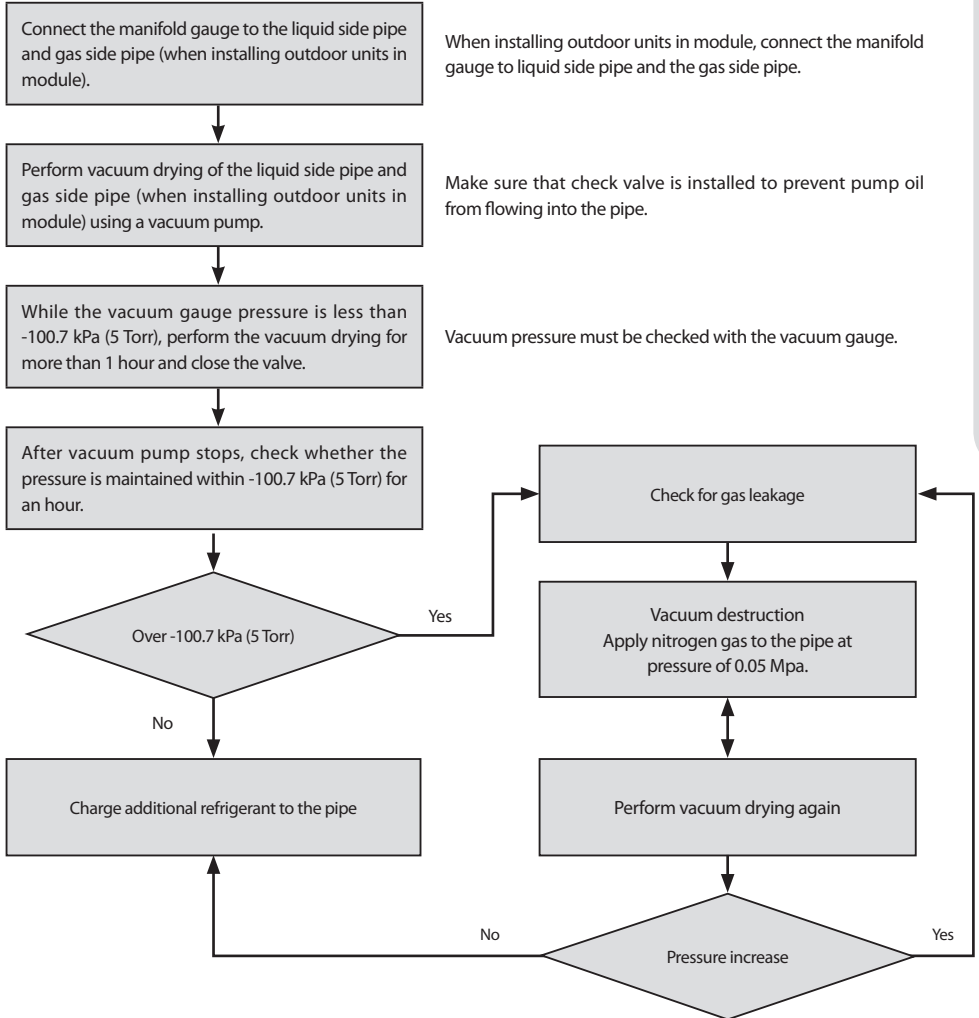 Connect the manifold gauge to the liquid side pipe
and gas side pipe (when installing outdoor units in
module).
When installing outdoor units in module, connect the manifold
gauge to liquid side pipe and the gas side pipe.
Perform vacuum drying of the liquid side pipe and
gas side pipe (when installing outdoor units in
module) using a vacuum pump.
Make sure that check valve is installed to prevent pump oil
from flowing into the pipe.
While the vacuum gauge pressure is less than
-100.7 kPa (5 Torr), perform the vacuum drying for
more than 1 hour and close the valve.
Vacuum pressure must be checked with the vacuum gauge.
After vacuum pump stops, check whether the
pressure is maintained within -100.7 kPa (5 Torr) for
an hour.
Over -100.7 kPa (5 Torr)
Yes
No
Check for gas leakage
Vacuum destruction
Apply nitrogen gas to the pipe at
pressure of 0.05 Mpa.
Charge additional refrigerant to the pipe
Perform vacuum drying again
No
Pressure increase
Yes